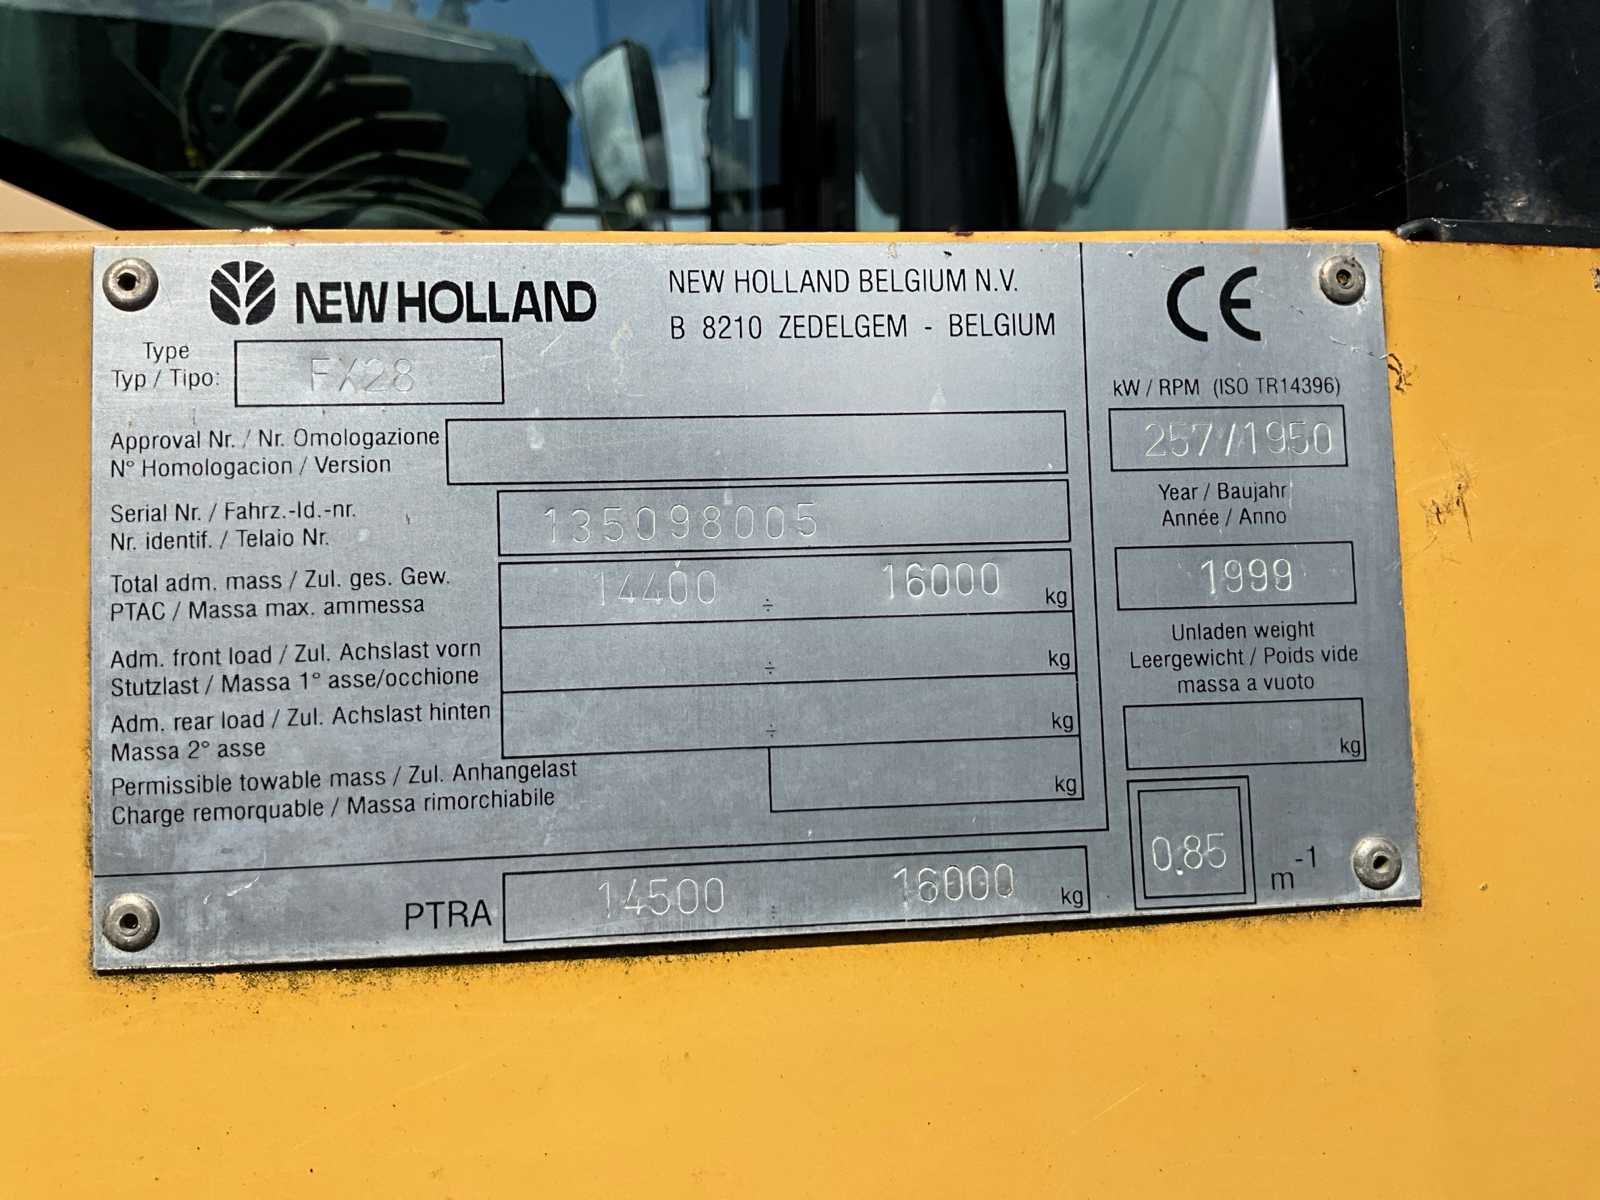 NEW HOLLAND
NEW HOLLAND BELGIUM N.V.
B 8210 ZEDELGEM - BELGIUM
Type
Typ / Tipo:
FX28
Approval Nr. / Nr. Omologazione
N° Homologacion / Version
Serial Nr. / Fahrz.-Id.-nr.
Nr. identif. / Telaio Nr.
135098005
Total adm. mass / Zul. ges. Gew.
PTAC / Massa max. ammessa
14400 ÷ 16000 kg
Adm. front load / Zul. Achslast vorn
Stutzlast / Massa 1° asse/occhione
÷ kg
Adm. rear load / Zul. Achslast hinten
Massa 2° asse
÷ kg
Permissible towable mass / Zul. Anhangelast
Charge remorquable / Massa rimorchiabile
kg
PTRA
14500 ÷ 16000 kg
CE
kW / RPM (ISO TR14396)
257/1950
Year / Baujahr
Année / Anno
1999
Unladen weight
Leergewicht / Poids vide
massa a vuoto
kg
0.85 m-1